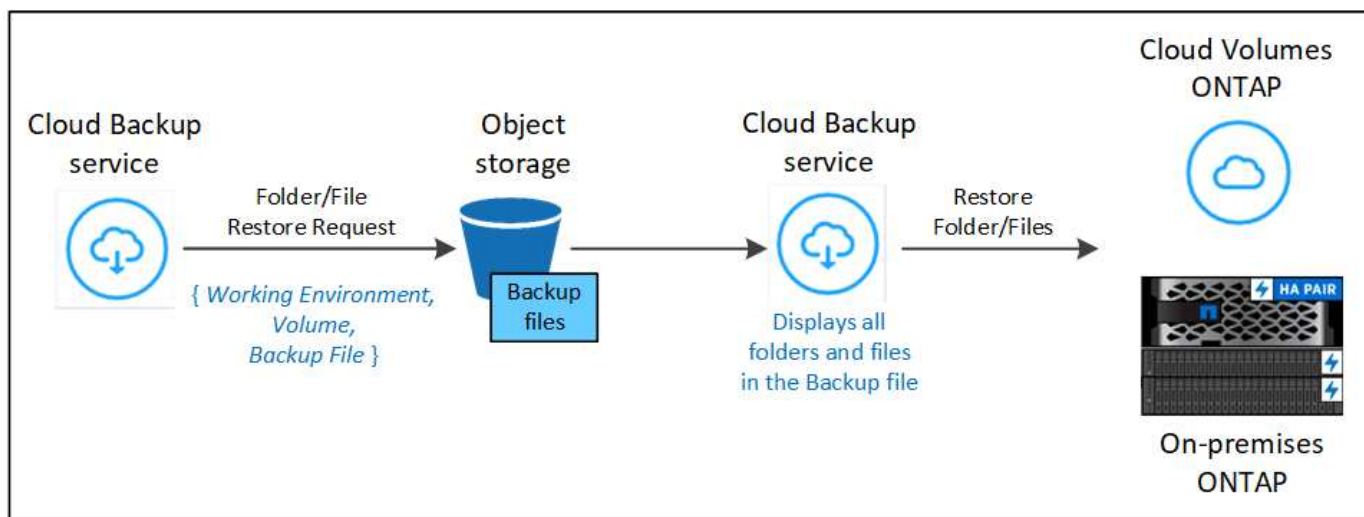 Cloud Backup
service
Folder/File
Restore Request
{ Working Environment,
Volume,
Backup File }
Object
storage
Backup
files
Cloud Backup
service
Displays all
folders and files
in the Backup file
Restore
Folder/Files
Cloud Volumes
ONTAP
HA PAIR
On-premises
ONTAP